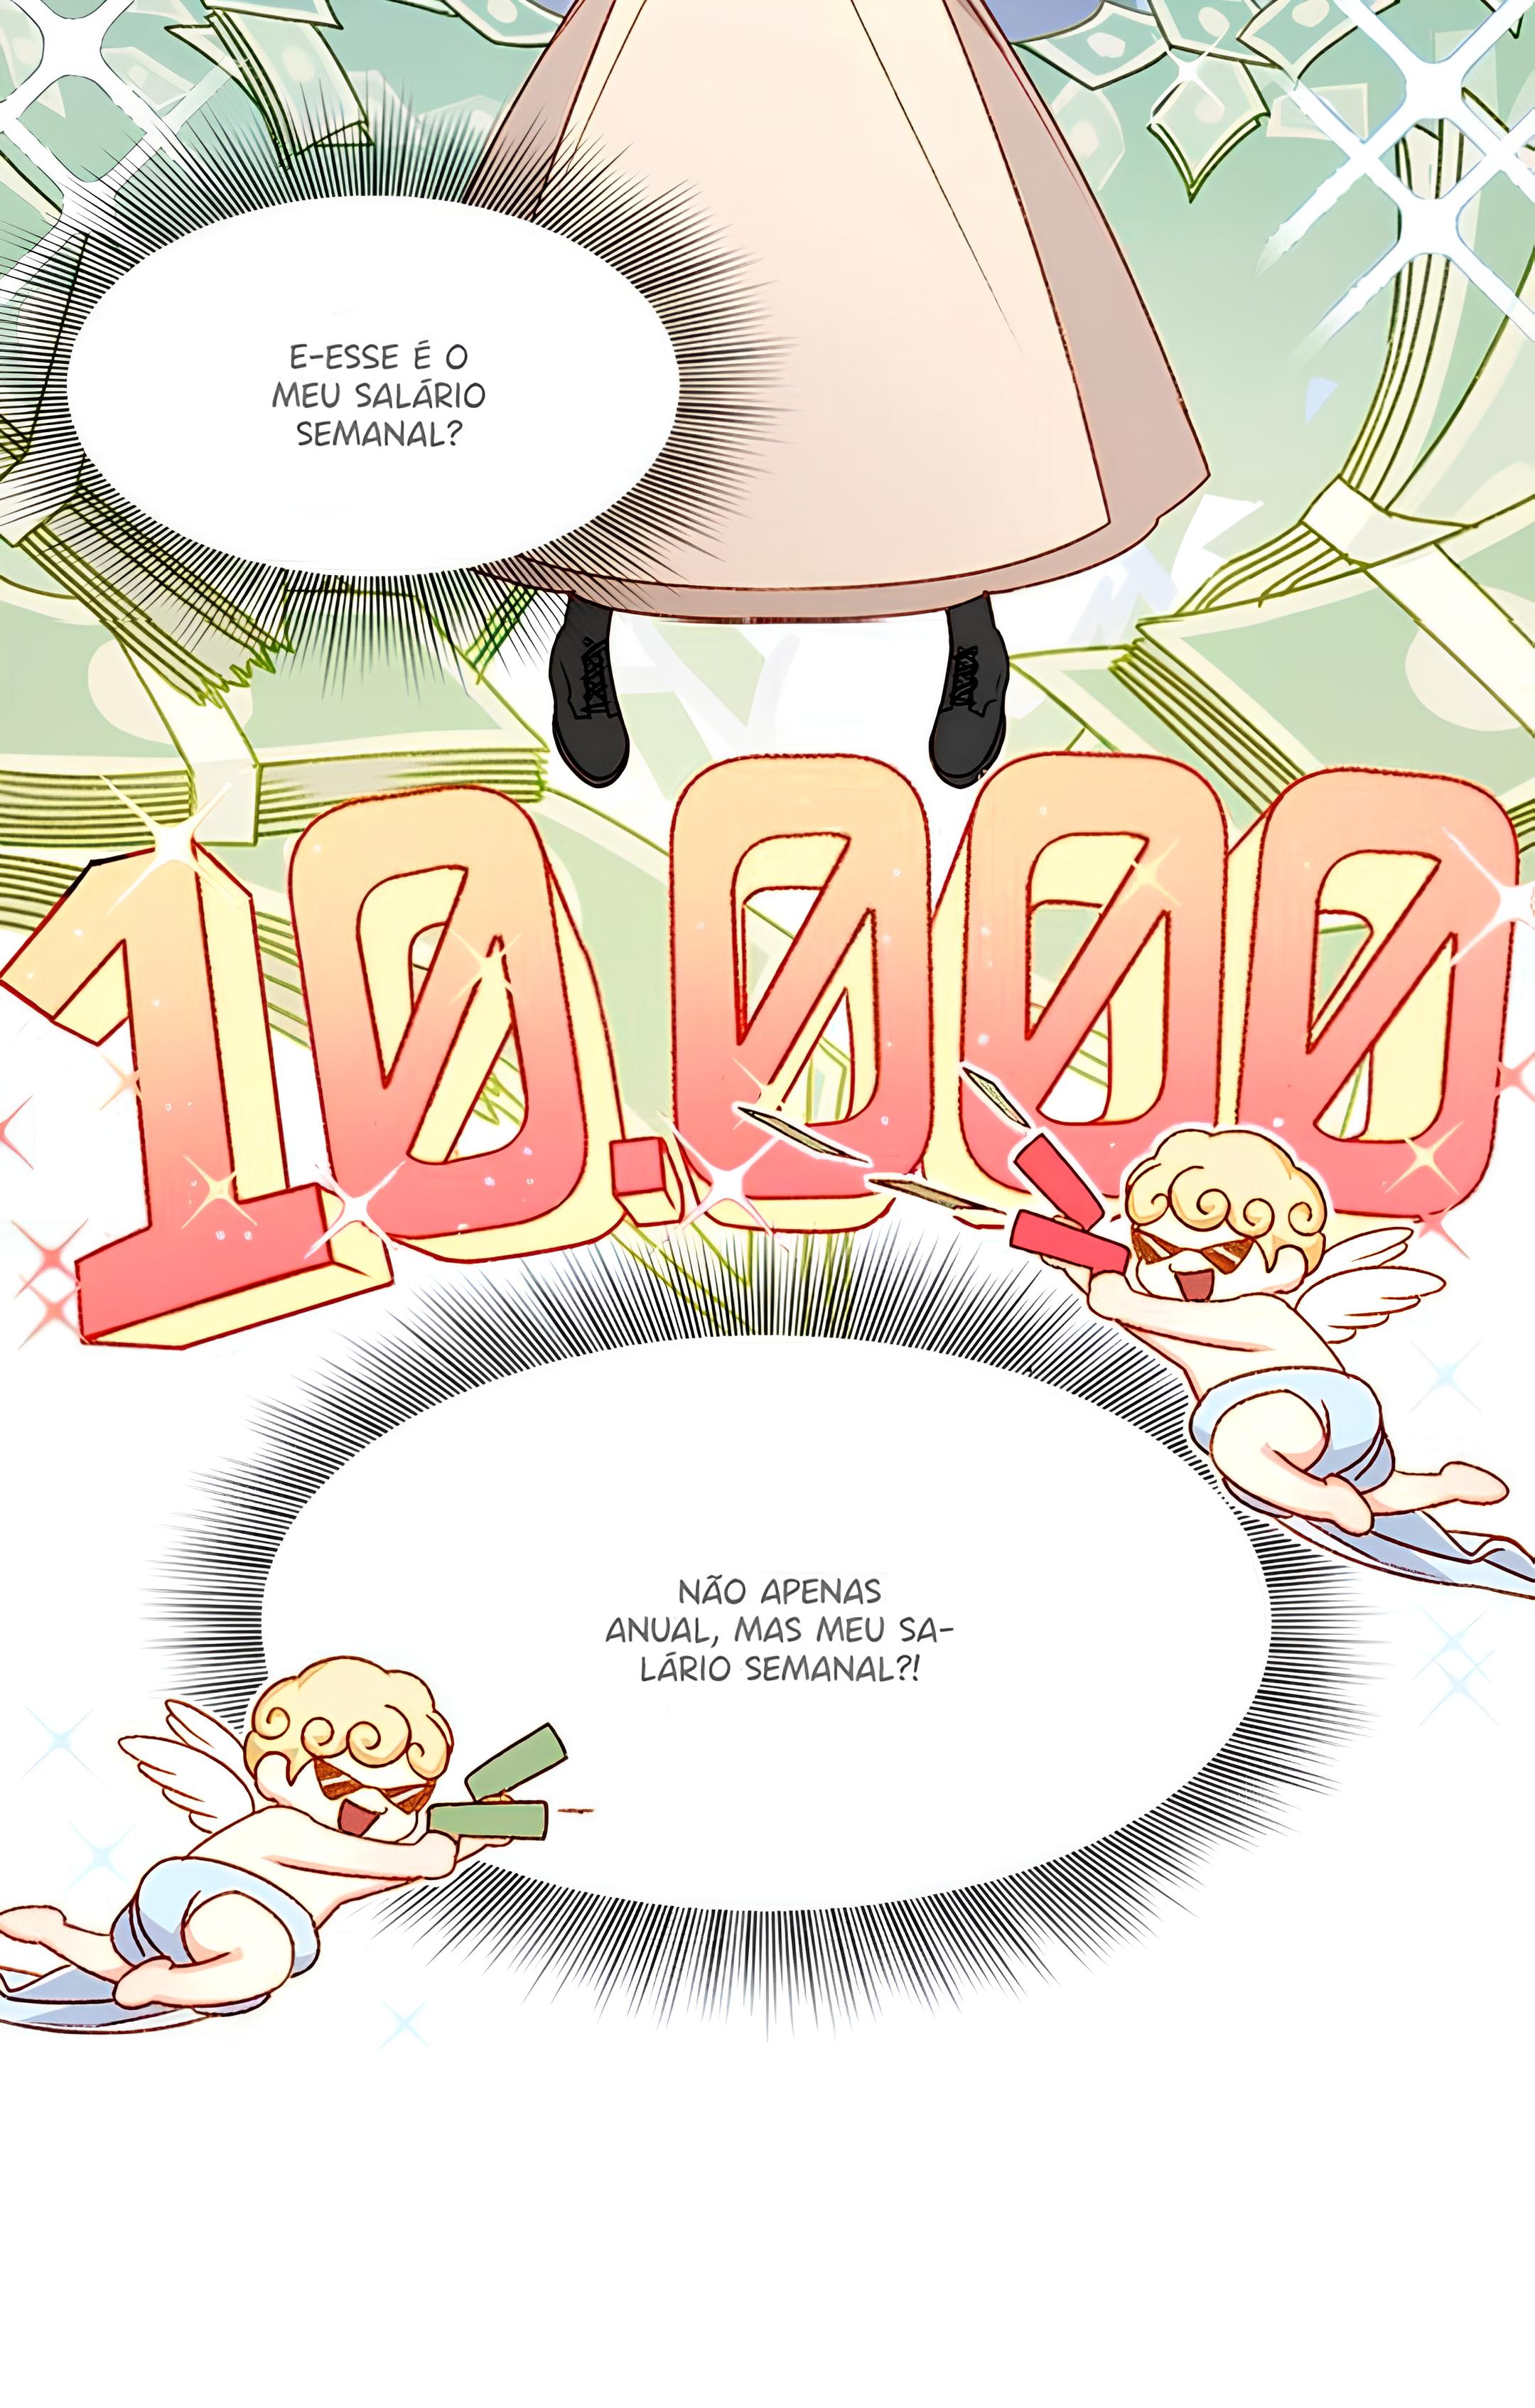 E-ESSE É O
MEU SALÁRIO
SEMANAL?
10.000
NÃO APENAS
ANUAL, MAS MEU SA-
LÁRIO SEMANAL?!